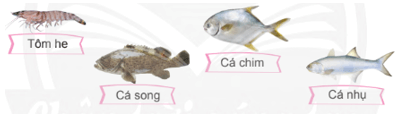 Tôm he
Cá song
Cá chim
Cá nhụ